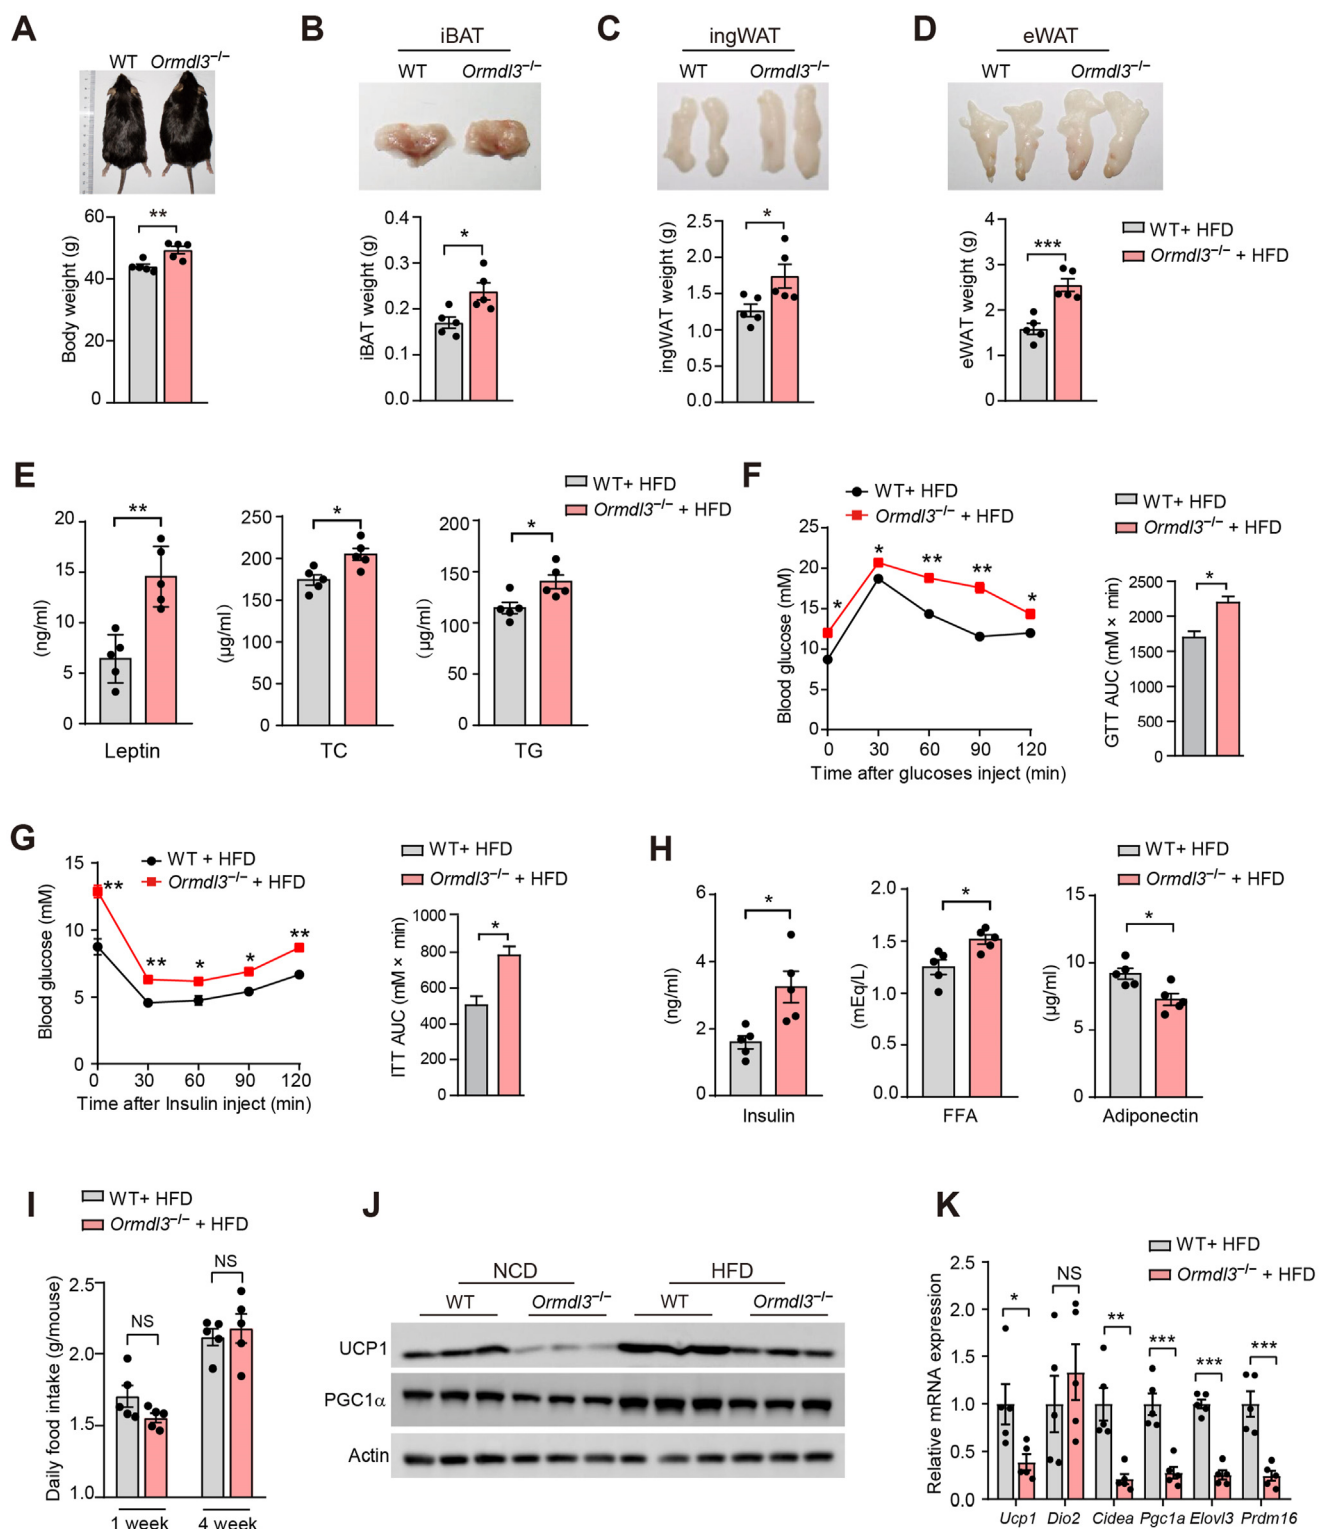 A
WT Ormdl3–/–
Body weight (g)
60
40
20
0
**
B
iBAT
WT Ormdl3–/–
iBAT weight (g)
0.4
0.3
0.2
0.1
0.0
*
C
ingWAT
WT Ormdl3–/–
ingWAT weight (g)
2.5
2.0
1.5
1.0
0.5
0.0
*
D
eWAT
WT Ormdl3–/–
eWAT weight (g)
4
3
2
1
0
***
WT+ HFD
Ormdl3–/– + HFD
E
WT+ HFD
Ormdl3–/– + HFD
(ng/ml)
20
15
10
5
0
**
Leptin
(μg/ml)
250
200
150
100
50
0
*
TC
(μg/ml)
200
150
100
50
0
*
TG
F
WT+ HFD
Ormdl3–/– + HFD
Blood glucose (mM)
25
20
15
10
5
0
* * ** ** *
0 30 60 90 120
Time after glucoses inject (min)
WT+ HFD
Ormdl3–/– + HFD
GTT AUC (mM × min)
2500
2000
1500
1000
500
0
*
G
WT + HFD
Ormdl3–/– + HFD
Blood glucose (mM)
15
10
5
0
** ** * * **
0 30 60 90 120
Time after Insulin inject (min)
WT+ HFD
Ormdl3–/– + HFD
ITT AUC (mM × min)
1000
800
600
400
200
0
*
H
WT+ HFD
Ormdl3–/– + HFD
(ng/ml)
6
4
2
0
*
Insulin
(mEq/L)
2.0
1.5
1.0
0.5
0.0
*
FFA
(μg/ml)
15
10
5
0
*
Adiponectin
I
WT+ HFD
Ormdl3–/– + HFD
Daily food intake (g/mouse)
2.5
2.0
1.5
1.0
NS NS
1 week 4 week
J
NCD HFD
WT Ormdl3–/– WT Ormdl3–/–
UCP1
PGC1α
Actin
K
WT+ HFD
Ormdl3–/– + HFD
Relative mRNA expression
2.5
2.0
1.5
1.0
0.5
0.0
* NS ** *** *** ***
Ucp1 Dio2 Cidea Pgc1a Elovl3 Prdm16